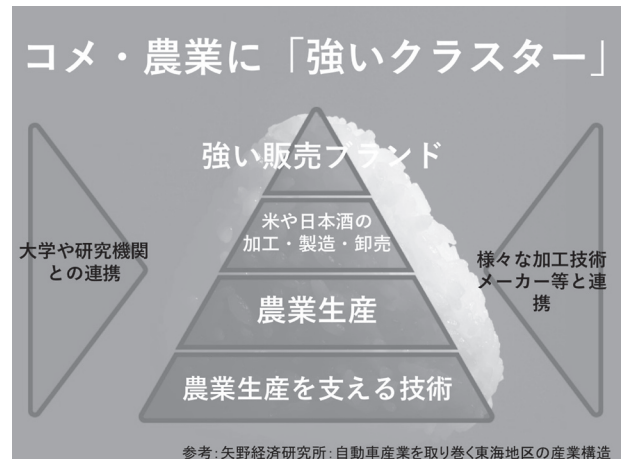 コメ・農業に「強いクラスター」
強い販売ブランド
米や日本酒の
加工・製造・卸売
大学や研究機関
との連携
様々な加工技術
メーカー等と連
携
農業生産
農業生産を支える技術
参考:矢野経済研究所:自動車産業を取り巻く東海地区の産業構造